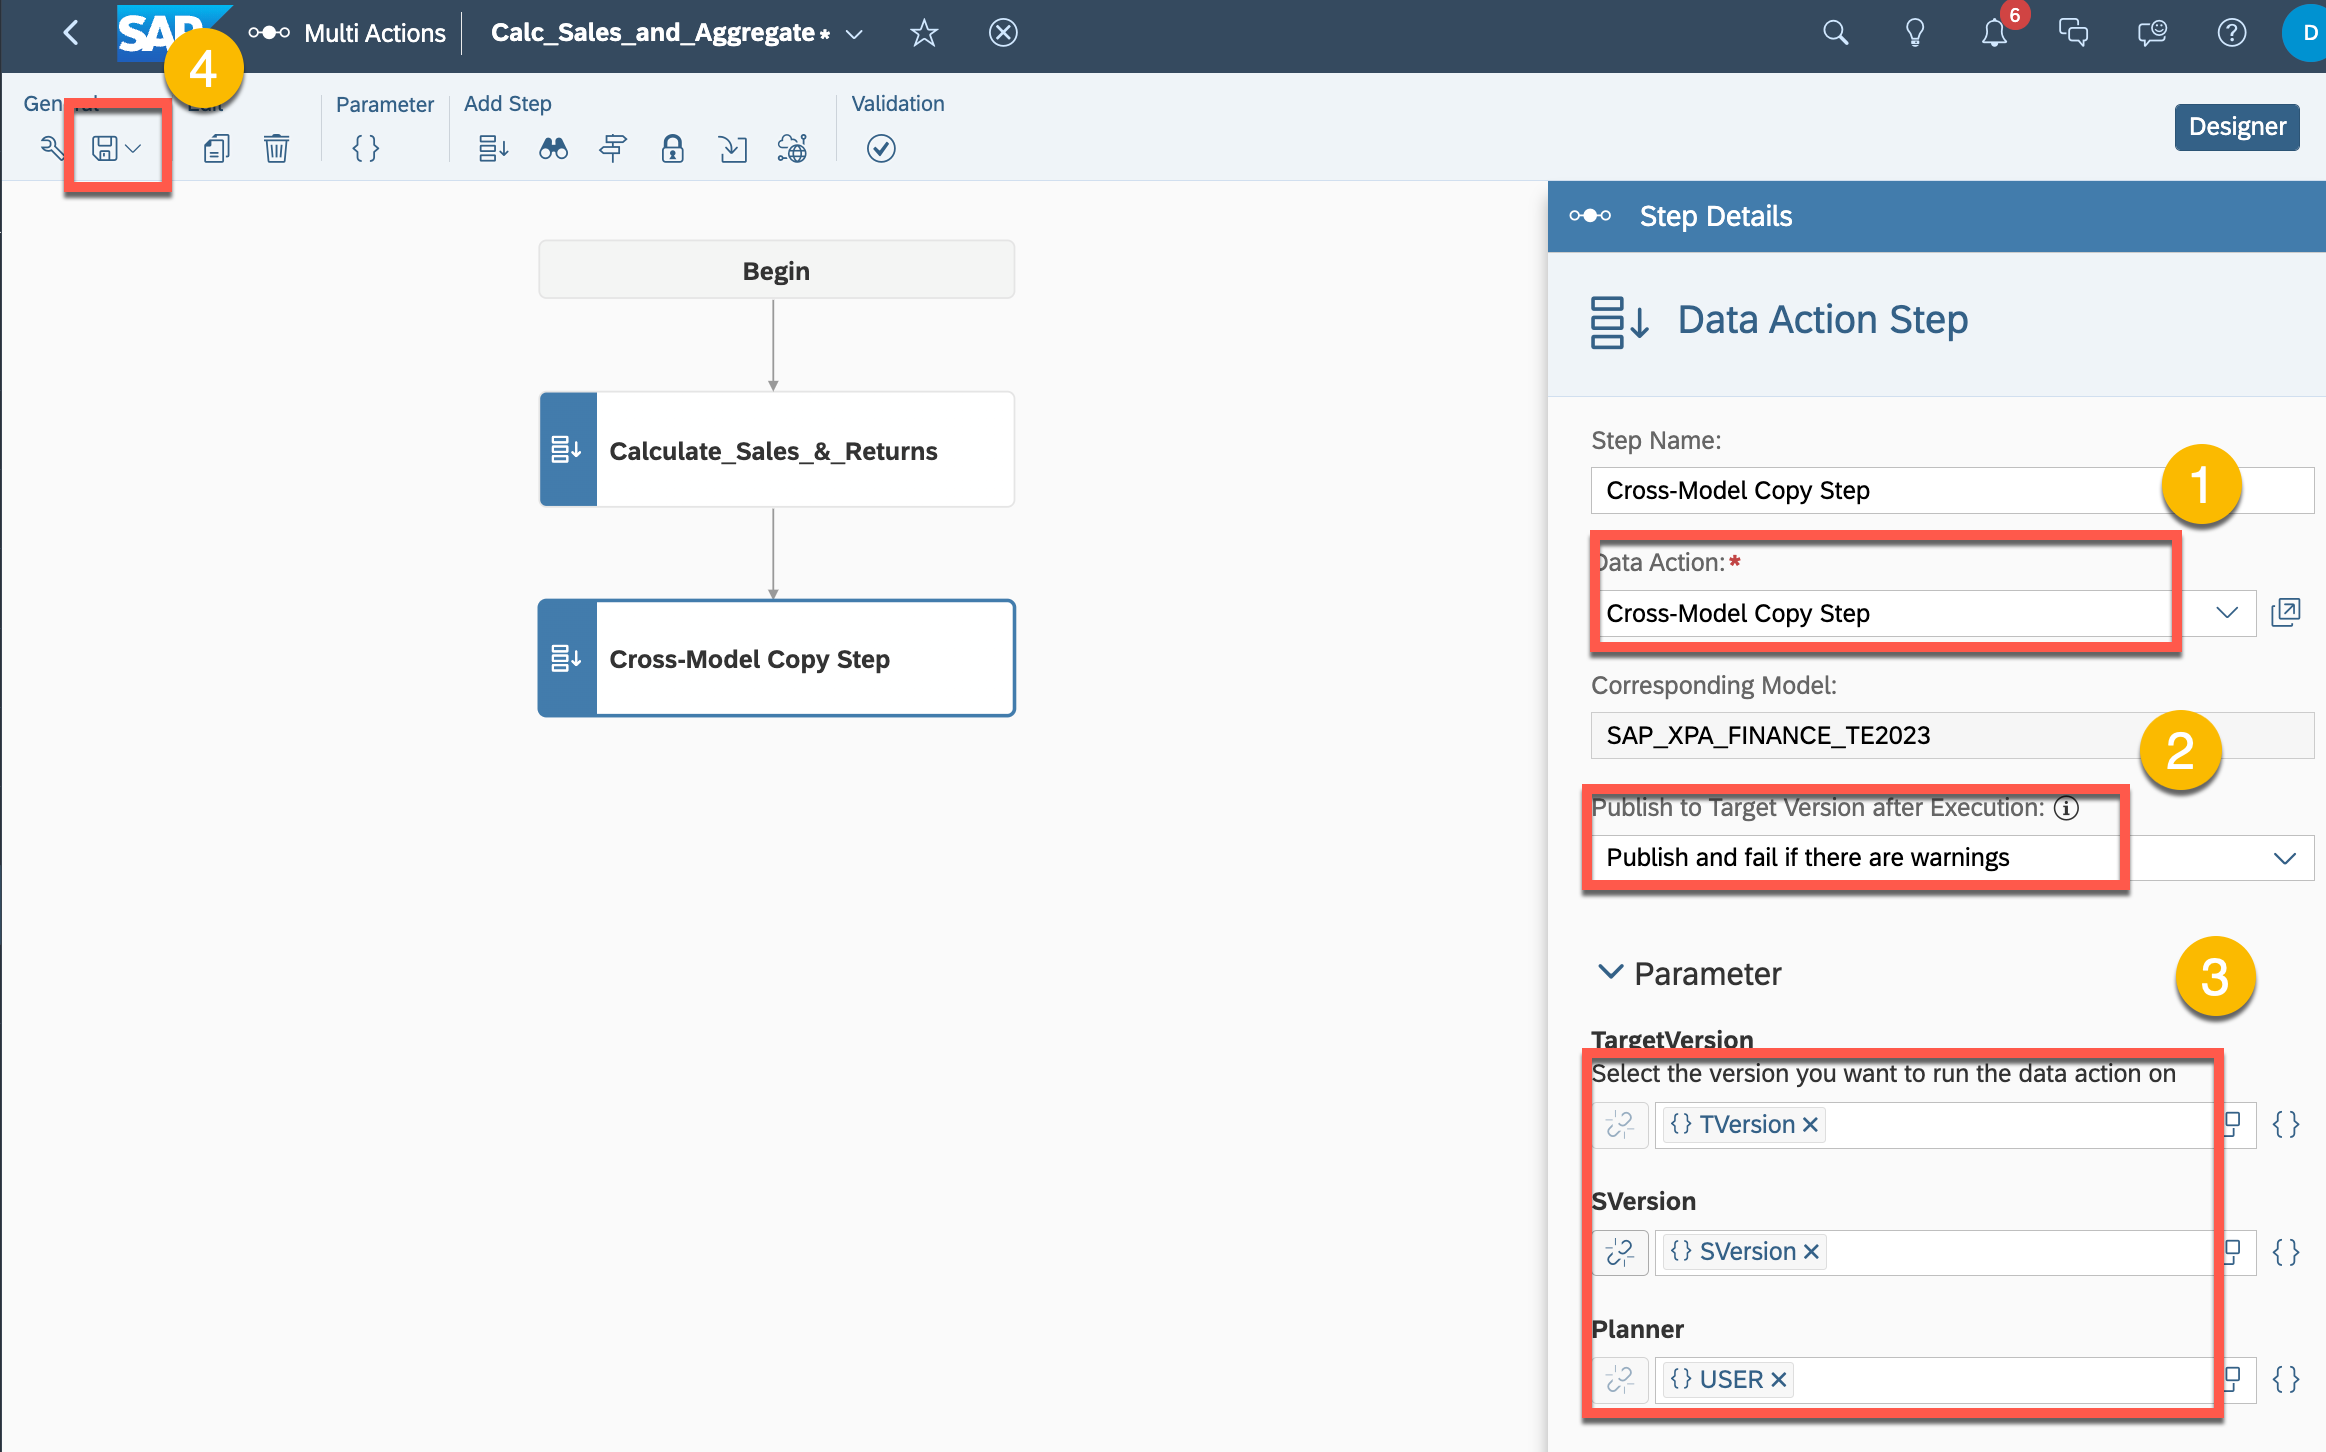 SAP
Multi Actions
Calc_Sales_and_Aggregate*
6
D
4
General
Edit
Parameter
Add Step
Validation
{}
Designer
Begin
Calculate_Sales_&_Returns
Cross-Model Copy Step
Step Details
Data Action Step
Step Name:
Cross-Model Copy Step
1
Data Action:*
Cross-Model Copy Step
Corresponding Model:
SAP_XPA_FINANCE_TE2023
2
Publish to Target Version after Execution:
Publish and fail if there are warnings
Parameter
3
TargetVersion
Select the version you want to run the data action on
{} TVersion
{}
SVersion
{} SVersion
{}
Planner
{} USER
{}